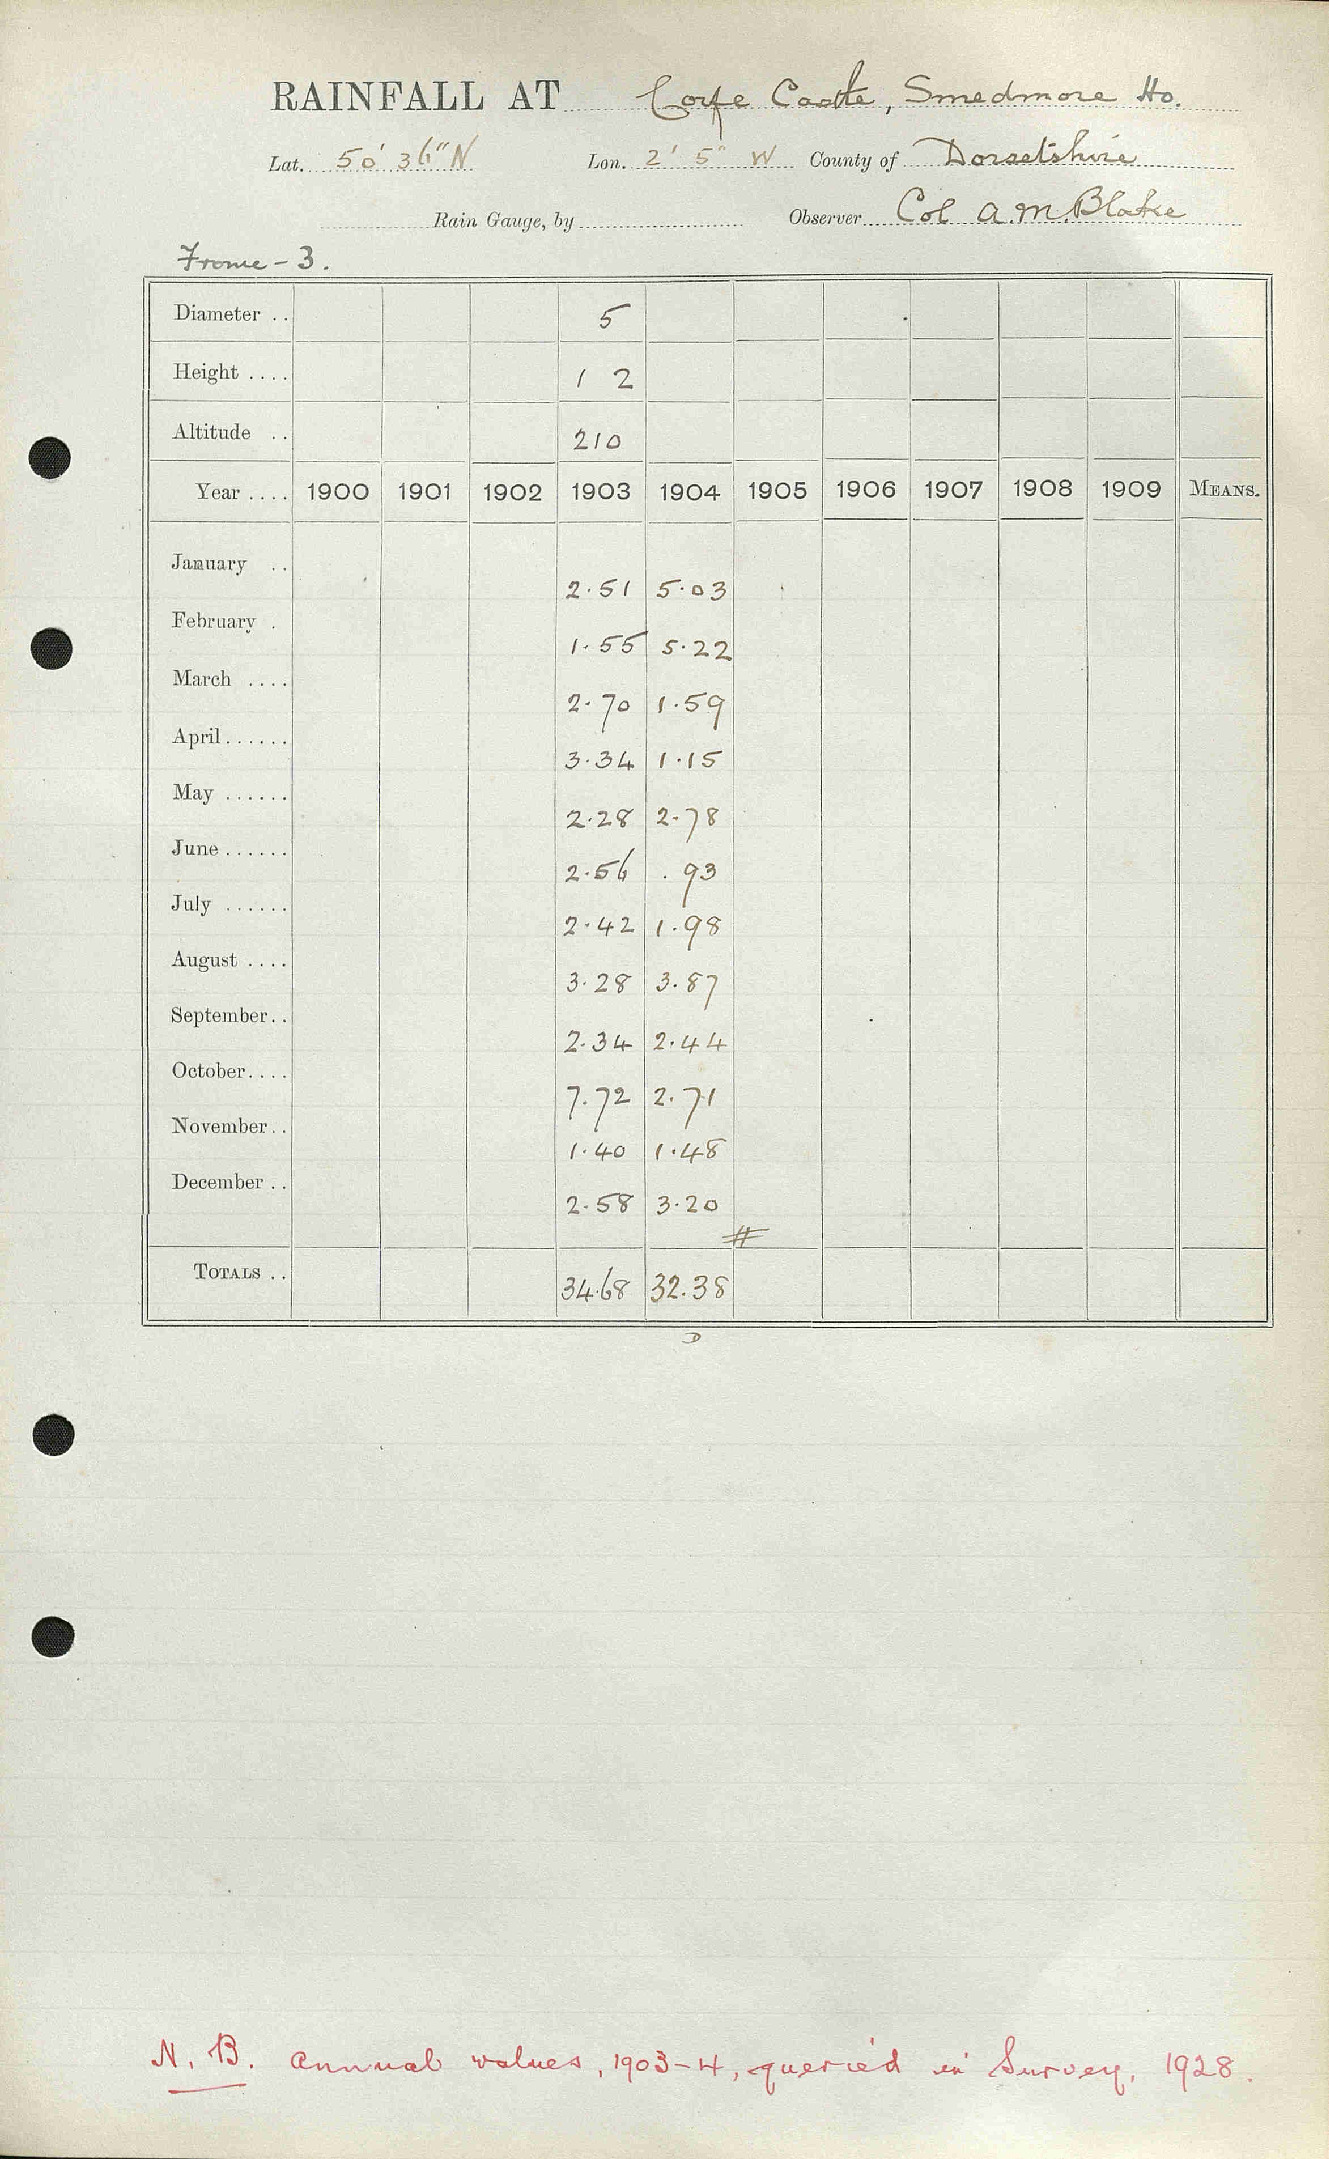 RAINFALL AT Corfe Castle, Smedmore Ho.
Lat. 50' 36" N Lon. 2' 5" W County of Dorsetshire
Rain Gauge, by Observer Col A.M. Blake
Frome - 3.
Diameter .. 5
Height .... 1 2
Altitude .. 210
Year .... 1900 1901 1902 1903 1904 1905 1906 1907 1908 1909 MEANS.
January .. 2.51 5.03
February . 1.55 5.22
March .... 2.70 1.59
April...... 3.34 1.15
May ...... 2.28 2.78
June ...... 2.56 .93
July ...... 2.42 1.98
August .... 3.28 3.87
September.. 2.34 2.44
October.... 7.72 2.71
November.. 1.40 1.48
December .. 2.58 3.20
#
TOTALS .. 34.68 32.38
D
N.B. Annual values, 1903-4, queried in Survey, 1928.